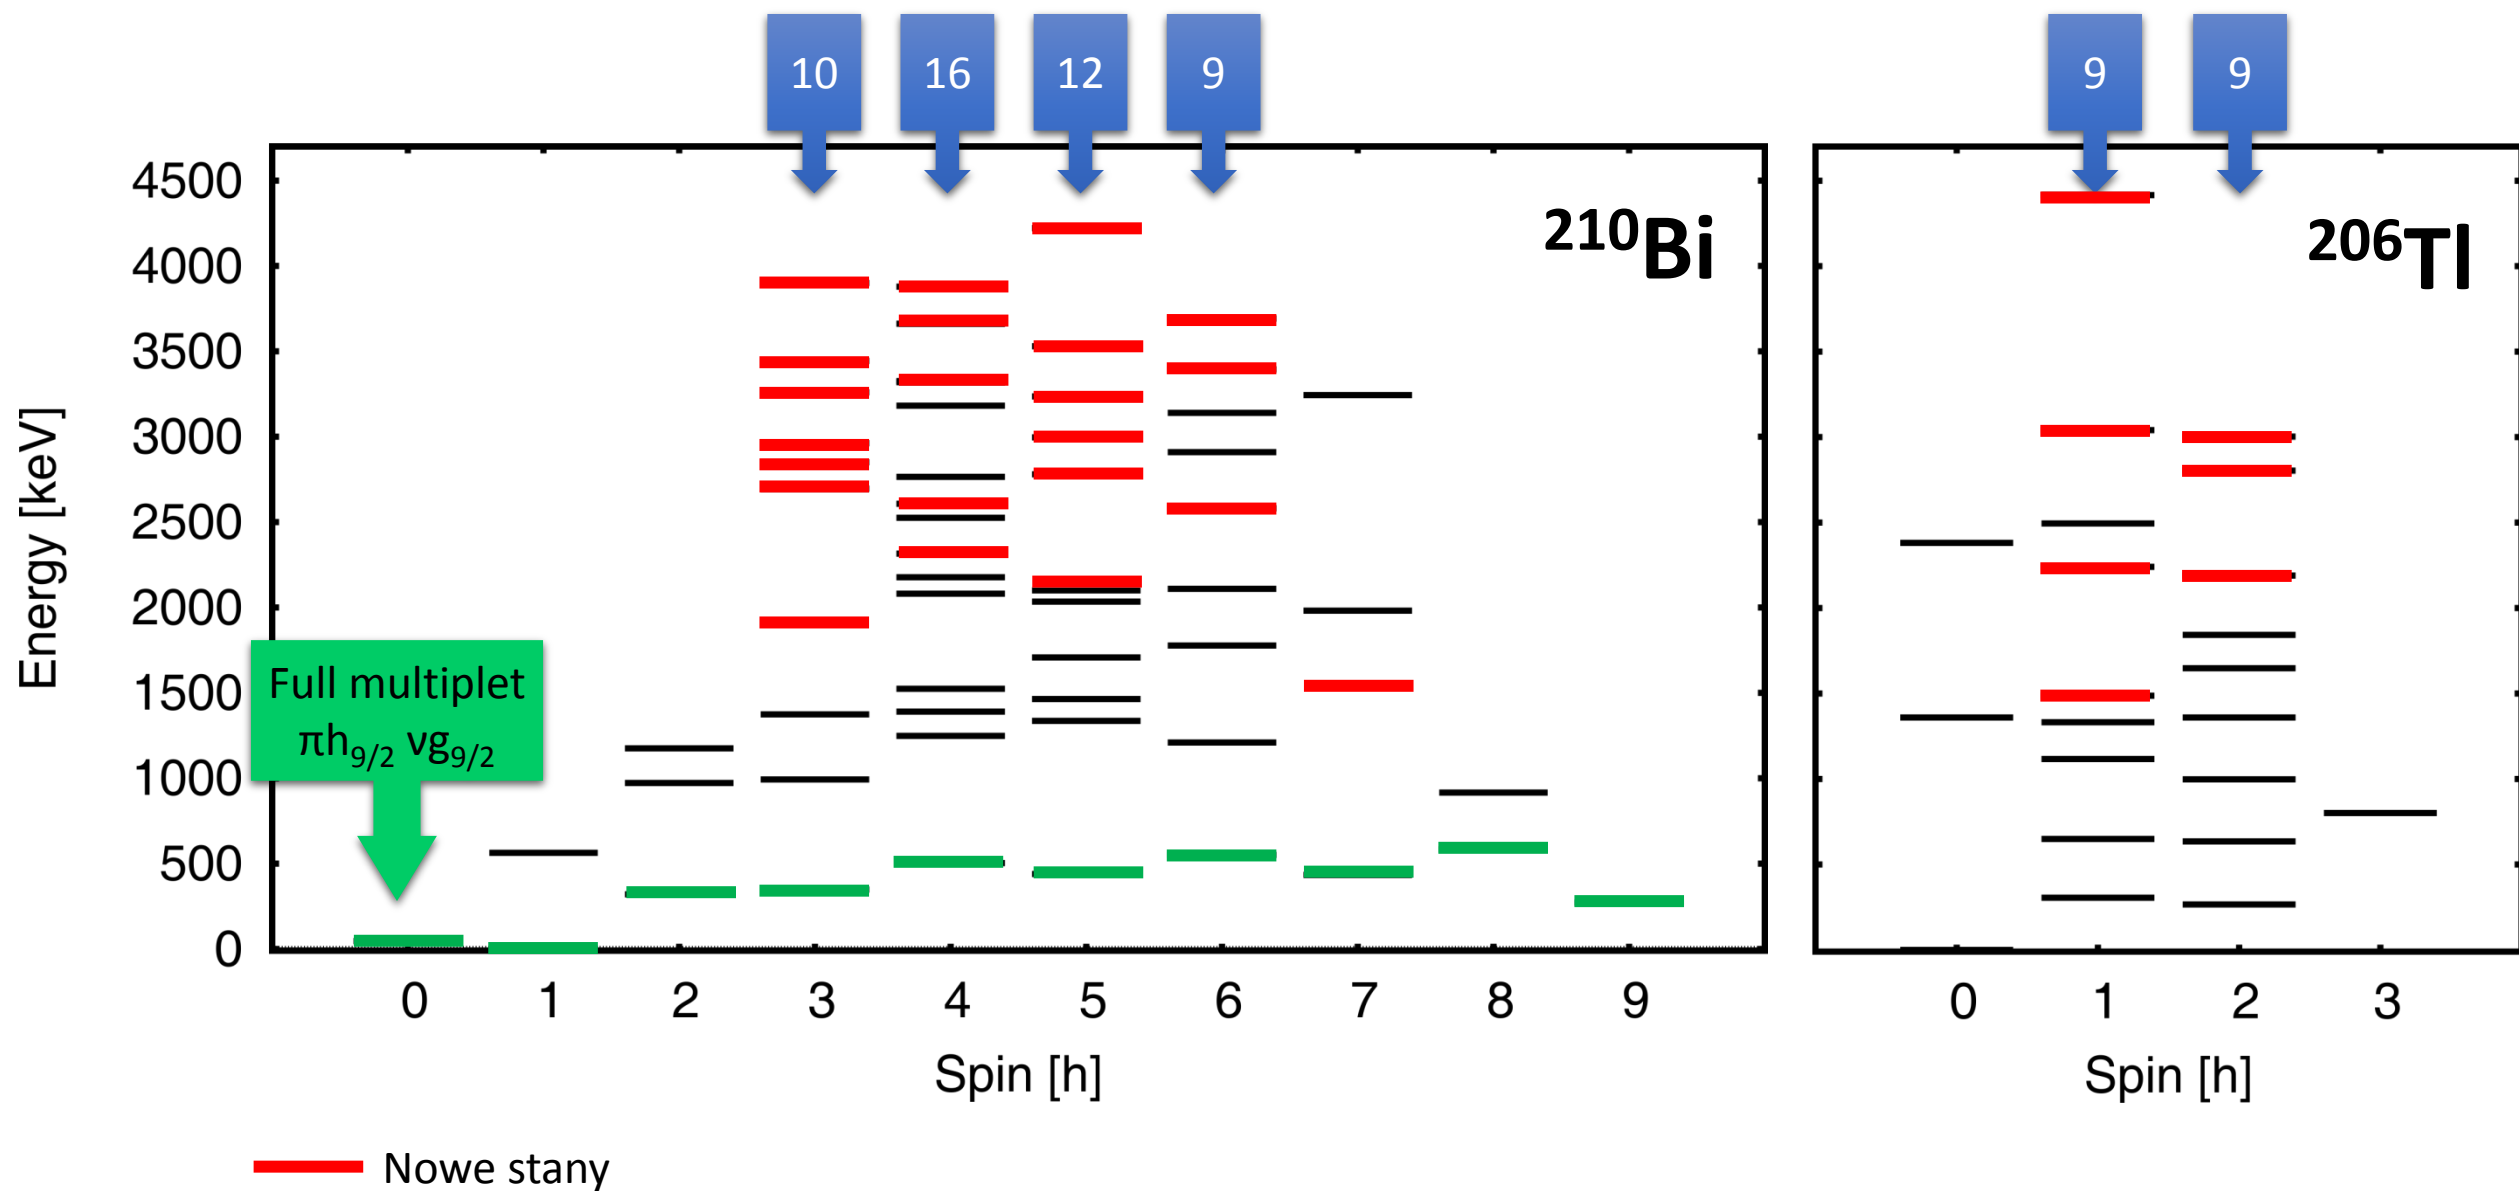 10 16 12 9 9 9
4500
4000
3500
3000
2500
2000
1500
1000
500
0
Energy [keV]
²¹⁰Bi
²⁰⁶Tl
Full multiplet
πh₉/₂ νg₉/₂
0 1 2 3 4 5 6 7 8 9
0 1 2 3
Spin [h]
Spin [h]
Nowe stany